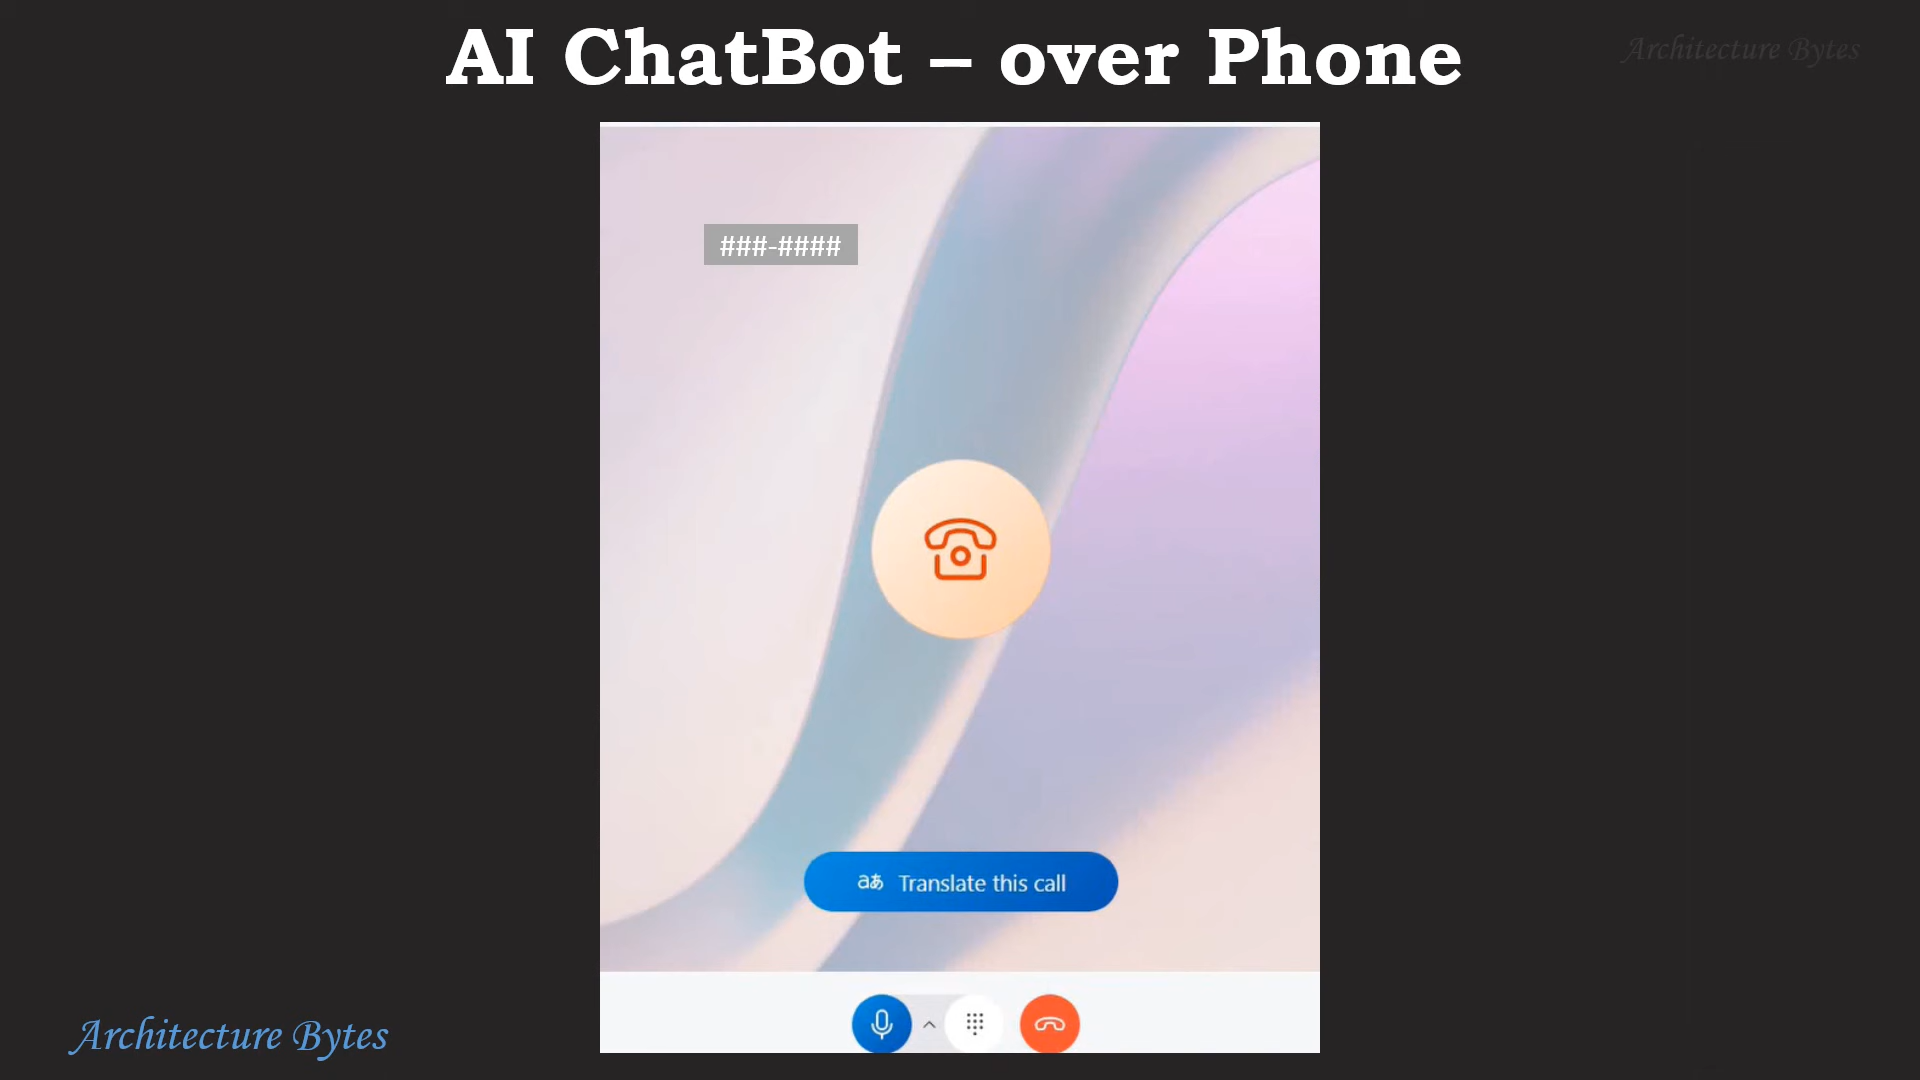 AI ChatBot – over Phone
Architecture Bytes
###-####
aあ Translate this call
Architecture Bytes